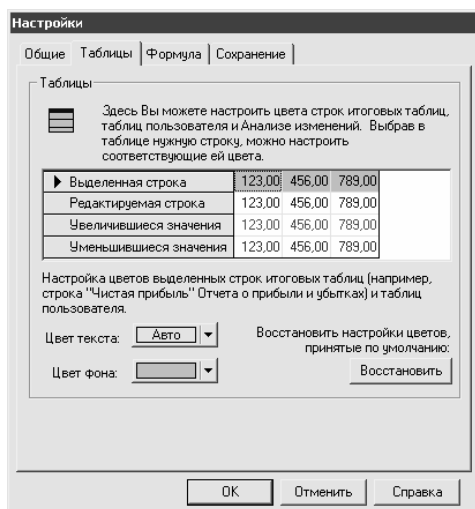 Настройки
Общие Таблицы Формула Сохранение
Таблицы
Здесь Вы можете настроить цвета строк итоговых таблиц,
таблиц пользователя и Анализе изменений. Выбрав в
таблице нужную строку, можно настроить
соответствующие ей цвета.
Выделенная строка 123,00 456,00 789,00
Редактируемая строка 123,00 456,00 789,00
Увеличившиеся значения 123,00 456,00 789,00
Уменьшившиеся значения 123,00 456,00 789,00
Настройка цветов выделенных строк итоговых таблиц (например,
строка "Чистая прибыль" Отчета о прибыли и убытках) и таблиц
пользователя.
Цвет текста: Авто Восстановить настройки цветов,
принятые по умолчанию:
Цвет фона: Восстановить
OK Отменить Справка